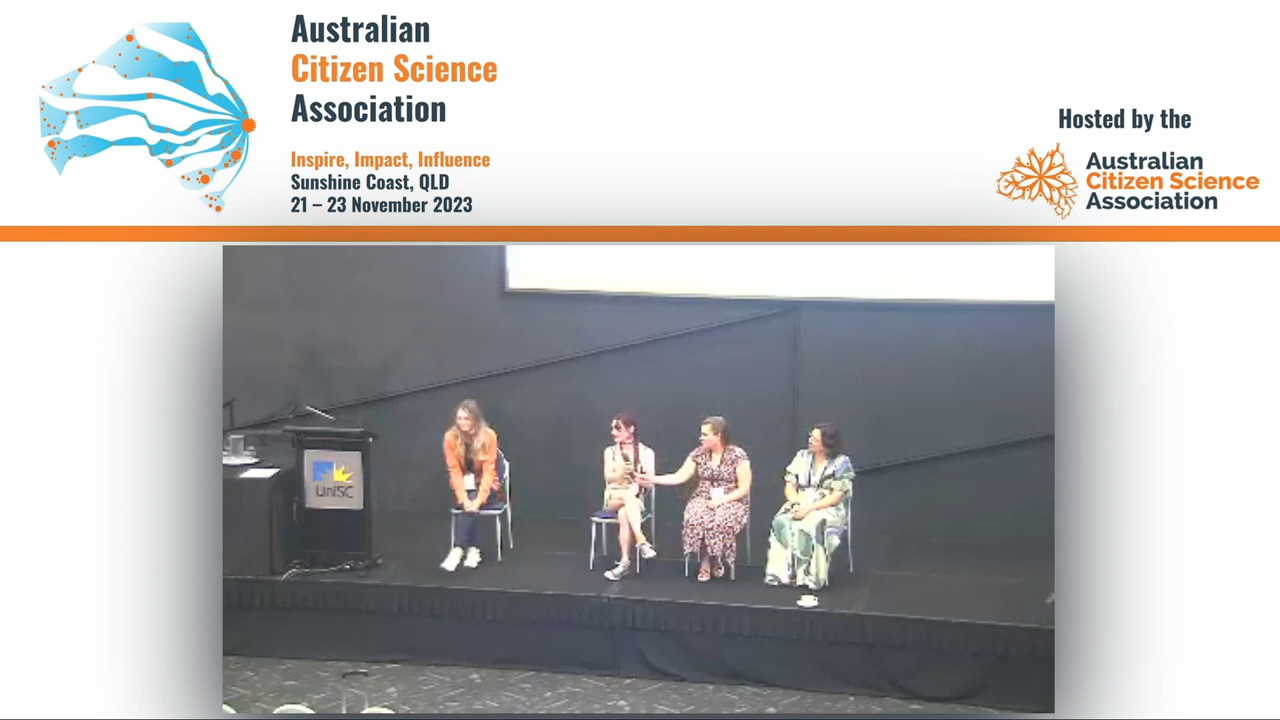 Australian
Citizen Science
Association
Inspire, Impact, Influence
Sunshine Coast, QLD
21 – 23 November 2023
Hosted by the
Australian
Citizen Science
Association
UniSC